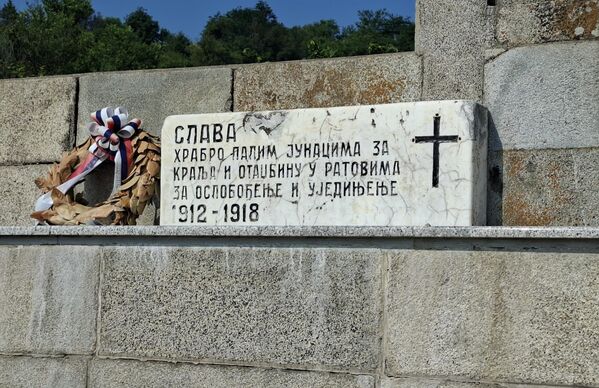 СЛАВА
ХРАБРО ПАЛИМ ЈУНАЦИМА ЗА
КРАЉА И ОТАЏБИНУ У РАТОВИМА
ЗА ОСЛОБОЂЕЊЕ И УЈЕДИЊЕЊЕ
1912-1918